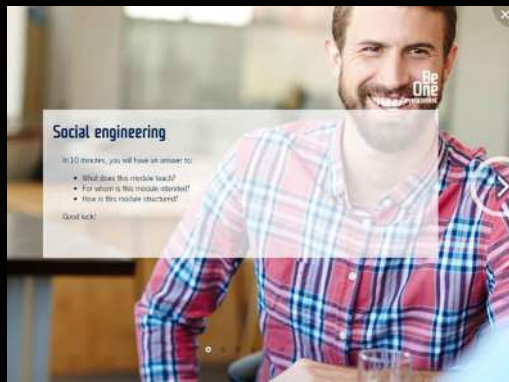 Be
One
Development
Social engineering
In 10 minutes, you will have an answer to:
• What does this module teach?
• For whom is this module intended?
• How is this module structured?
Good luck!